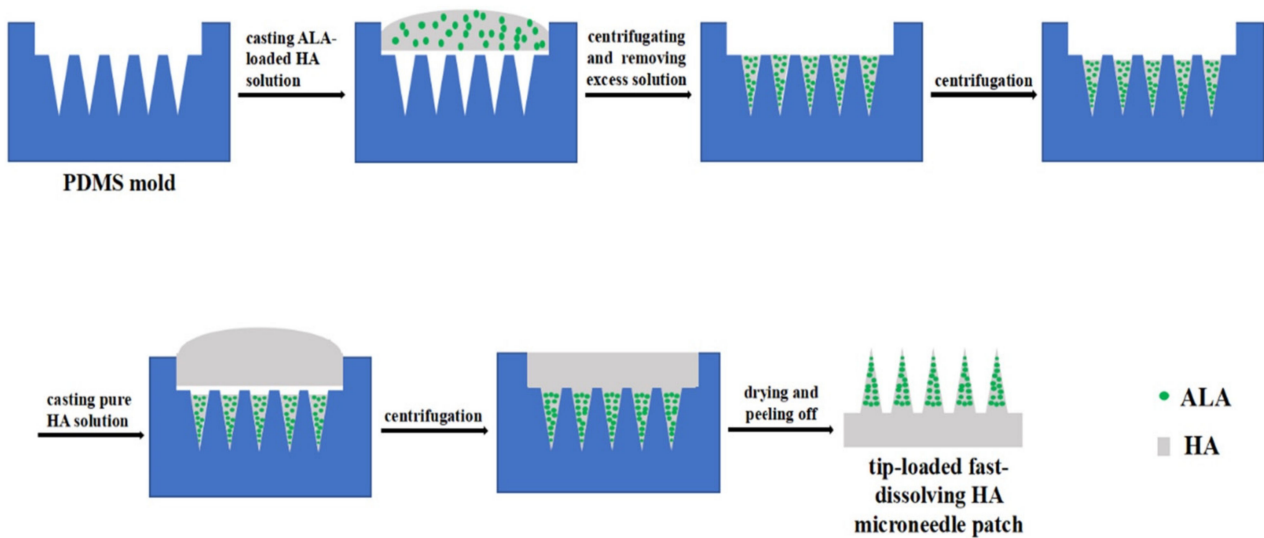 casting ALA-
loaded HA
solution
centrifugating
and removing
excess solution
centrifugation
PDMS mold
casting pure
HA solution
centrifugation
drying and
peeling off
tip-loaded fast-
dissolving HA
microneedle patch
ALA
HA